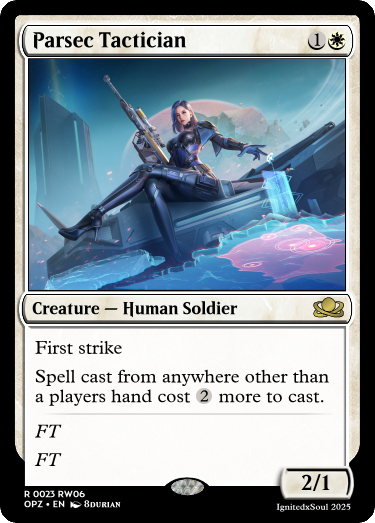 Parsec Tactician 1
Creature — Human Soldier
First strike
Spell cast from anywhere other than
a players hand cost 2 more to cast.
FT
FT
2/1
R 0023 RW06
OPZ • EN 8DURIAN
IgnitedxSoul 2025